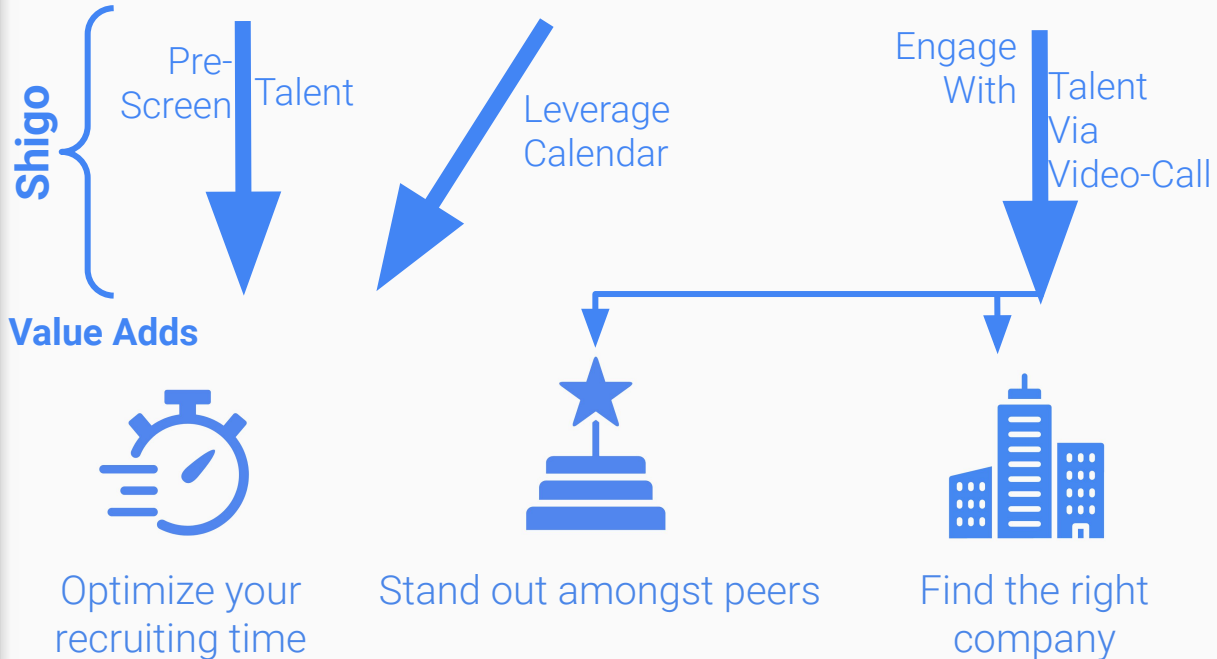 Shigo
Pre-
Screen
Talent
Leverage
Calendar
Engage
With
Talent
Via
Video-Call
Value Adds
Optimize your
recruiting time
Stand out amongst peers
Find the right
company